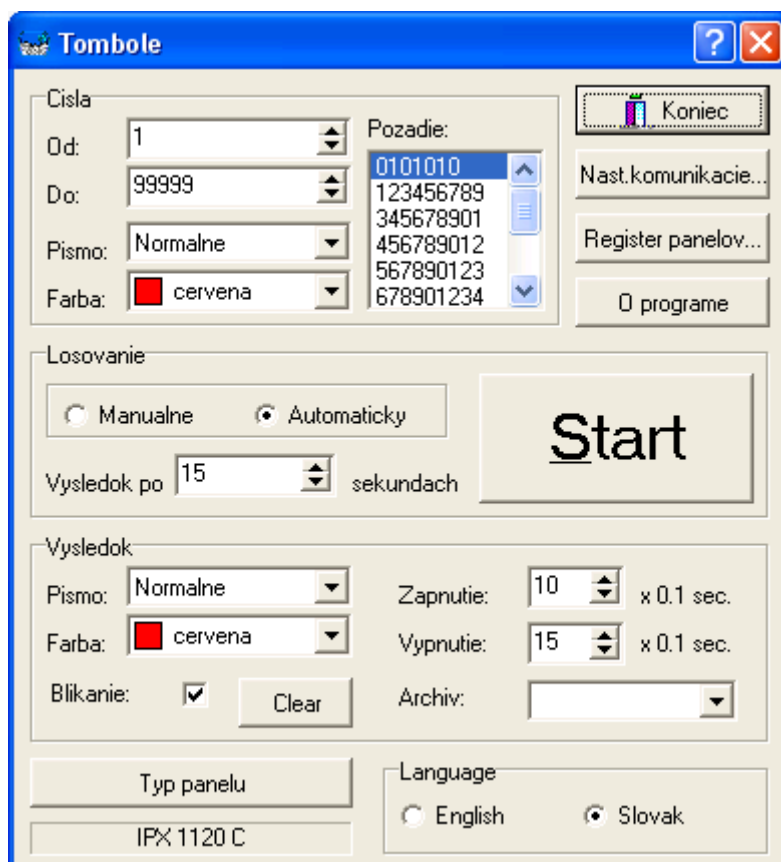 Tombole
Cisla
Od: 1
Do: 99999
Pismo: Normalne
Farba: cervena
Pozadie:
0101010
123456789
345678901
456789012
567890123
678901234
Koniec
Nast.komunikacie...
Register panelov...
O programe
Losovanie
Manualne Automaticky
Vysledok po 15 sekundach
Start
Vysledok
Pismo: Normalne
Farba: cervena
Blikanie: Clear
Zapnutie: 10 x 0.1 sec.
Vypnutie: 15 x 0.1 sec.
Archiv:
Typ panelu
IPX 1120 C
Language
English Slovak